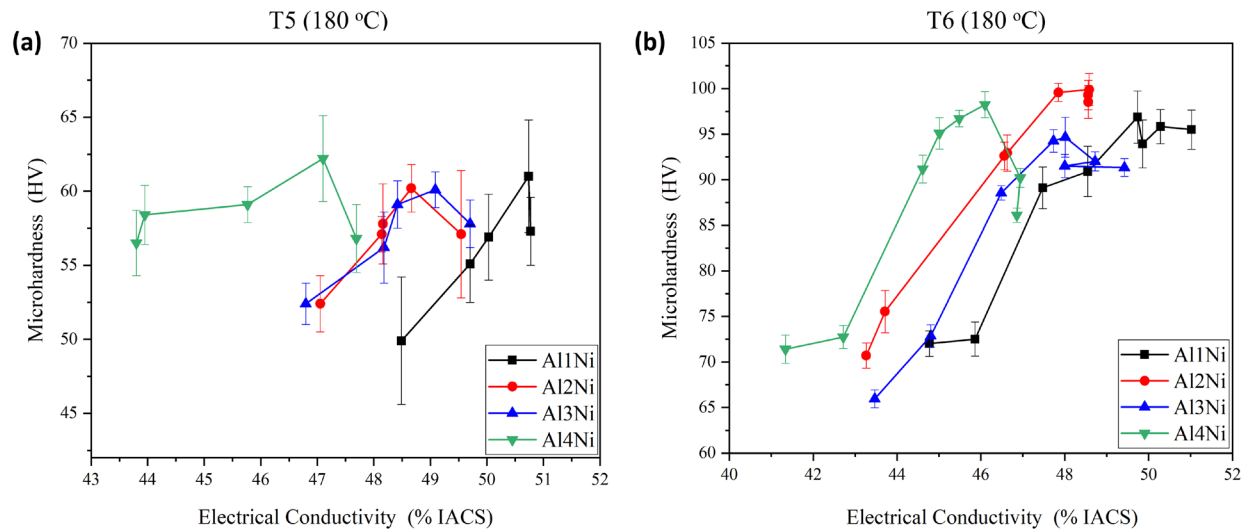 T5 (180 °C)
(a)
70
65
60
55
50
45
Microhardness (HV)
43 44 45 46 47 48 49 50 51 52
Electrical Conductivity (% IACS)
Al1Ni
Al2Ni
Al3Ni
Al4Ni
T6 (180 °C)
(b)
105
100
95
90
85
80
75
70
65
60
Microhardness (HV)
40 42 44 46 48 50 52
Electrical Conductivity (% IACS)
Al1Ni
Al2Ni
Al3Ni
Al4Ni